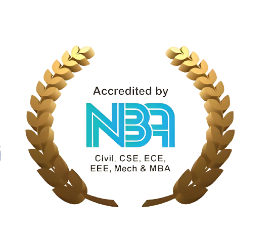 Accredited by
NBA
Civil, CSE, ECE,
EEE, Mech & MBA